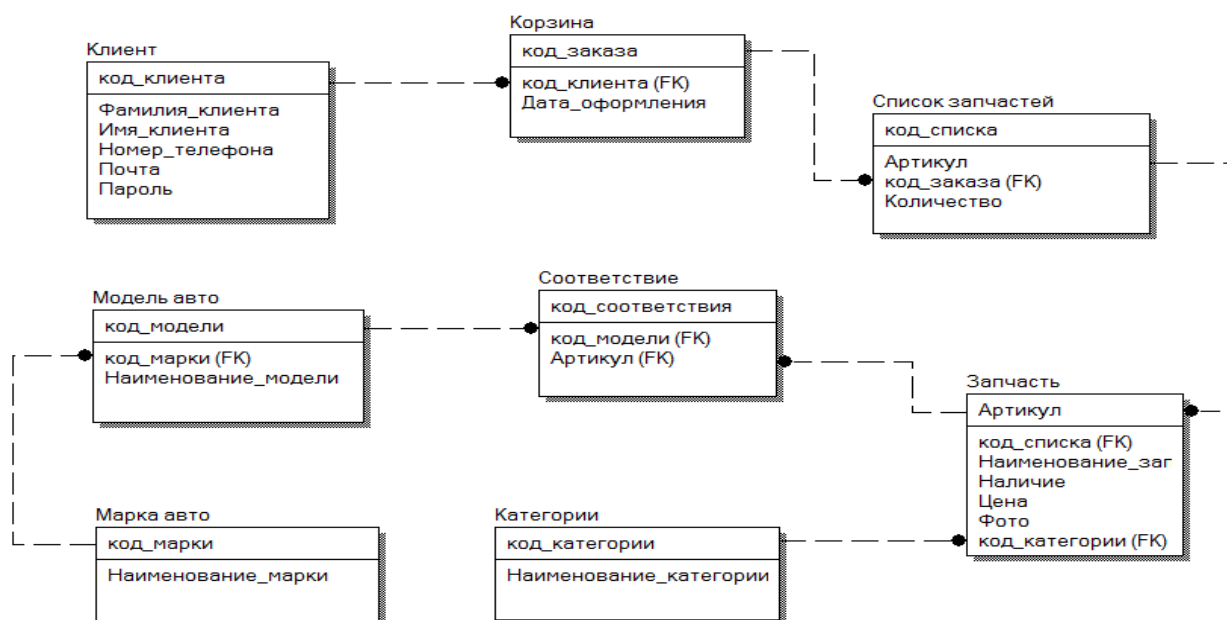 Клиент
код_клиента
Фамилия_клиента
Имя_клиента
Номер_телефона
Почта
Пароль
Корзина
код_заказа
код_клиента (FK)
Дата_оформления
Список запчастей
код_списка
Артикул
код_заказа (FK)
Количество
Модель авто
код_модели
код_марки (FK)
Наименование_модели
Соответствие
код_соответствия
код_модели (FK)
Артикул (FK)
Запчасть
Артикул
код_списка (FK)
Наименование_заг
Наличие
Цена
Фото
код_категории (FK)
Марка авто
код_марки
Наименование_марки
Категории
код_категории
Наименование_категории